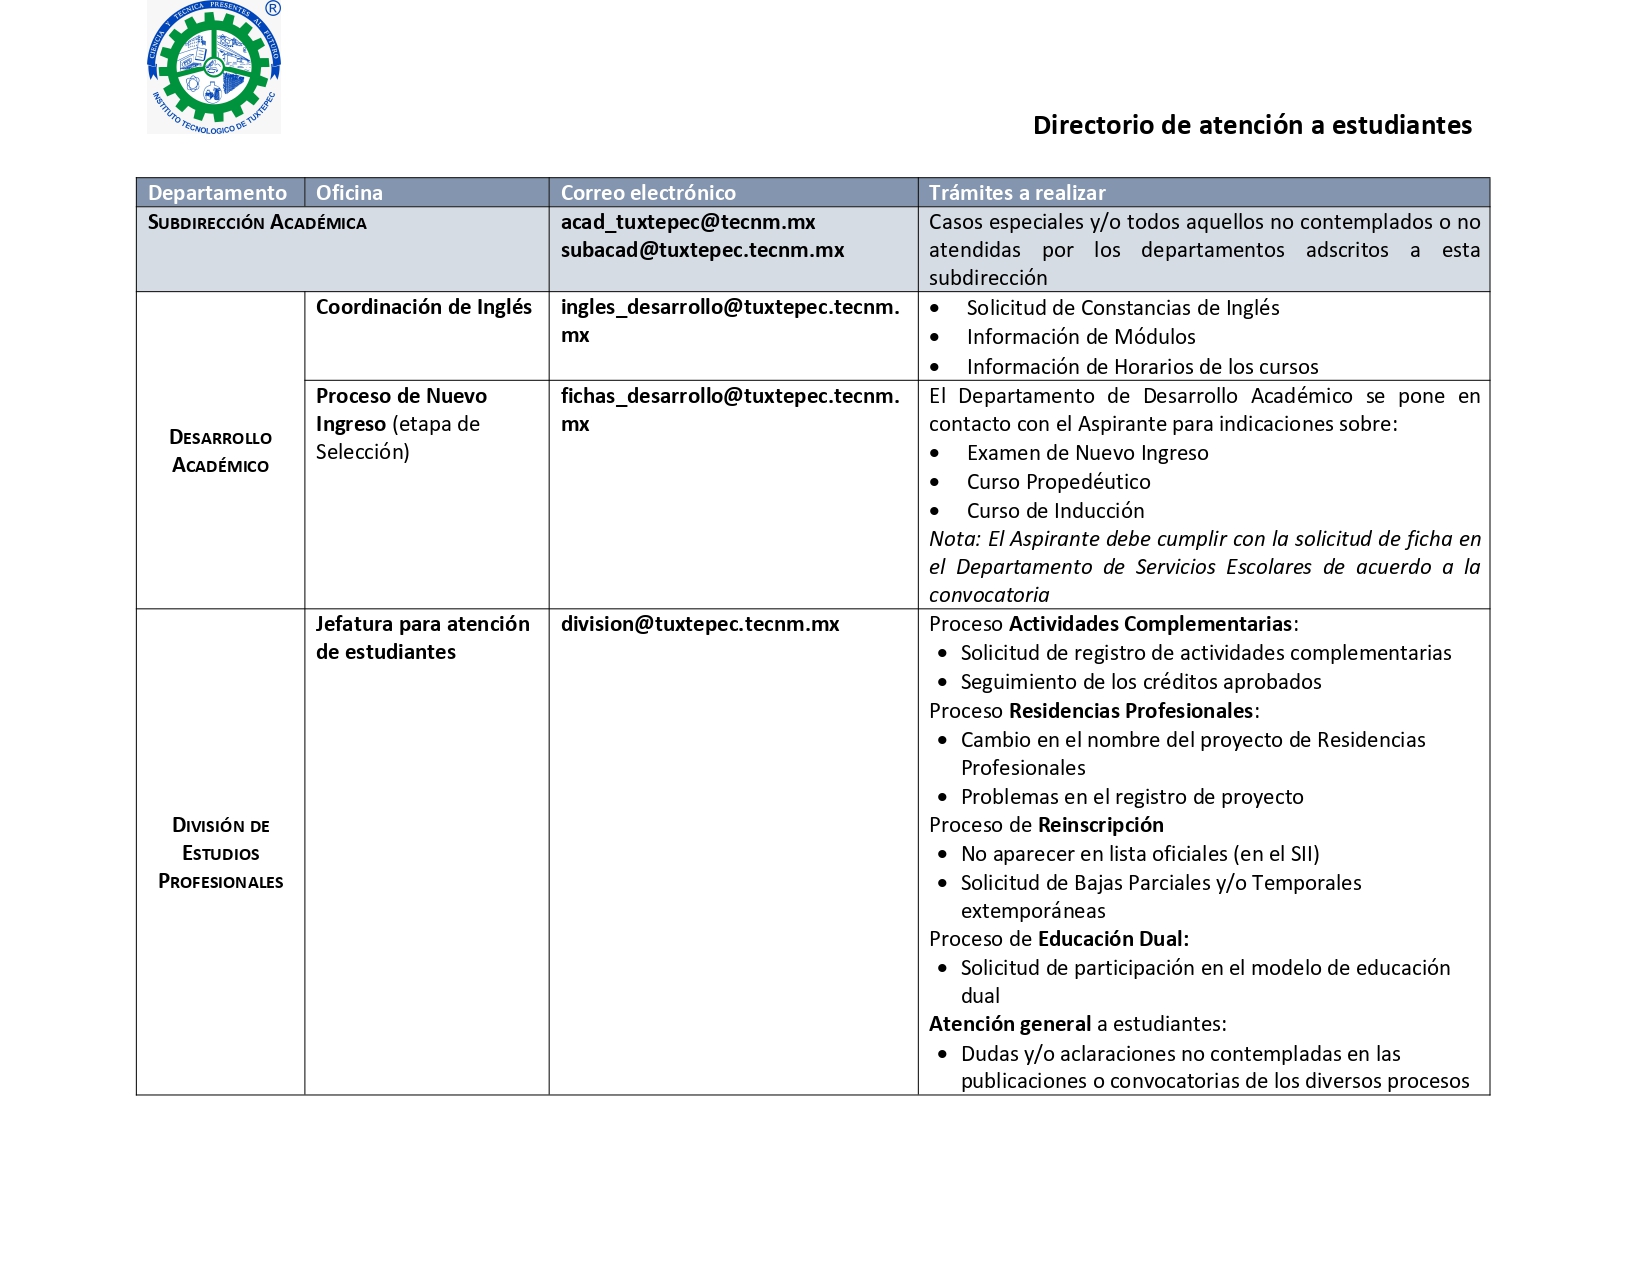 CIENCIA Y TECNICA PRESENTES AL FUTURO
®
INSTITUTO TECNOLOGICO DE TUXTEPEC
Directorio de atención a estudiantes
Departamento Oficina Correo electrónico Trámites a realizar
SUBDIRECCIÓN ACADÉMICA
acad_tuxtepec@tecnm.mx
subacad@tuxtepec.tecnm.mx
Casos especiales y/o todos aquellos no contemplados o no
atendidas por los departamentos adscritos a esta
subdirección
DESARROLLO
ACADÉMICO
Coordinación de Inglés
ingles_desarrollo@tuxtepec.tecnm.
mx
• Solicitud de Constancias de Inglés
• Información de Módulos
• Información de Horarios de los cursos
Proceso de Nuevo
Ingreso (etapa de
Selección)
fichas_desarrollo@tuxtepec.tecnm.
mx
El Departamento de Desarrollo Académico se pone en
contacto con el Aspirante para indicaciones sobre:
• Examen de Nuevo Ingreso
• Curso Propedéutico
• Curso de Inducción
Nota: El Aspirante debe cumplir con la solicitud de ficha en
el Departamento de Servicios Escolares de acuerdo a la
convocatoria
DIVISIÓN DE
ESTUDIOS
PROFESIONALES
Jefatura para atención
de estudiantes
division@tuxtepec.tecnm.mx
Proceso Actividades Complementarias:
• Solicitud de registro de actividades complementarias
• Seguimiento de los créditos aprobados
Proceso Residencias Profesionales:
• Cambio en el nombre del proyecto de Residencias
Profesionales
• Problemas en el registro de proyecto
Proceso de Reinscripción
• No aparecer en lista oficiales (en el SII)
• Solicitud de Bajas Parciales y/o Temporales
extemporáneas
Proceso de Educación Dual:
• Solicitud de participación en el modelo de educación
dual
Atención general a estudiantes:
• Dudas y/o aclaraciones no contempladas en las
publicaciones o convocatorias de los diversos procesos